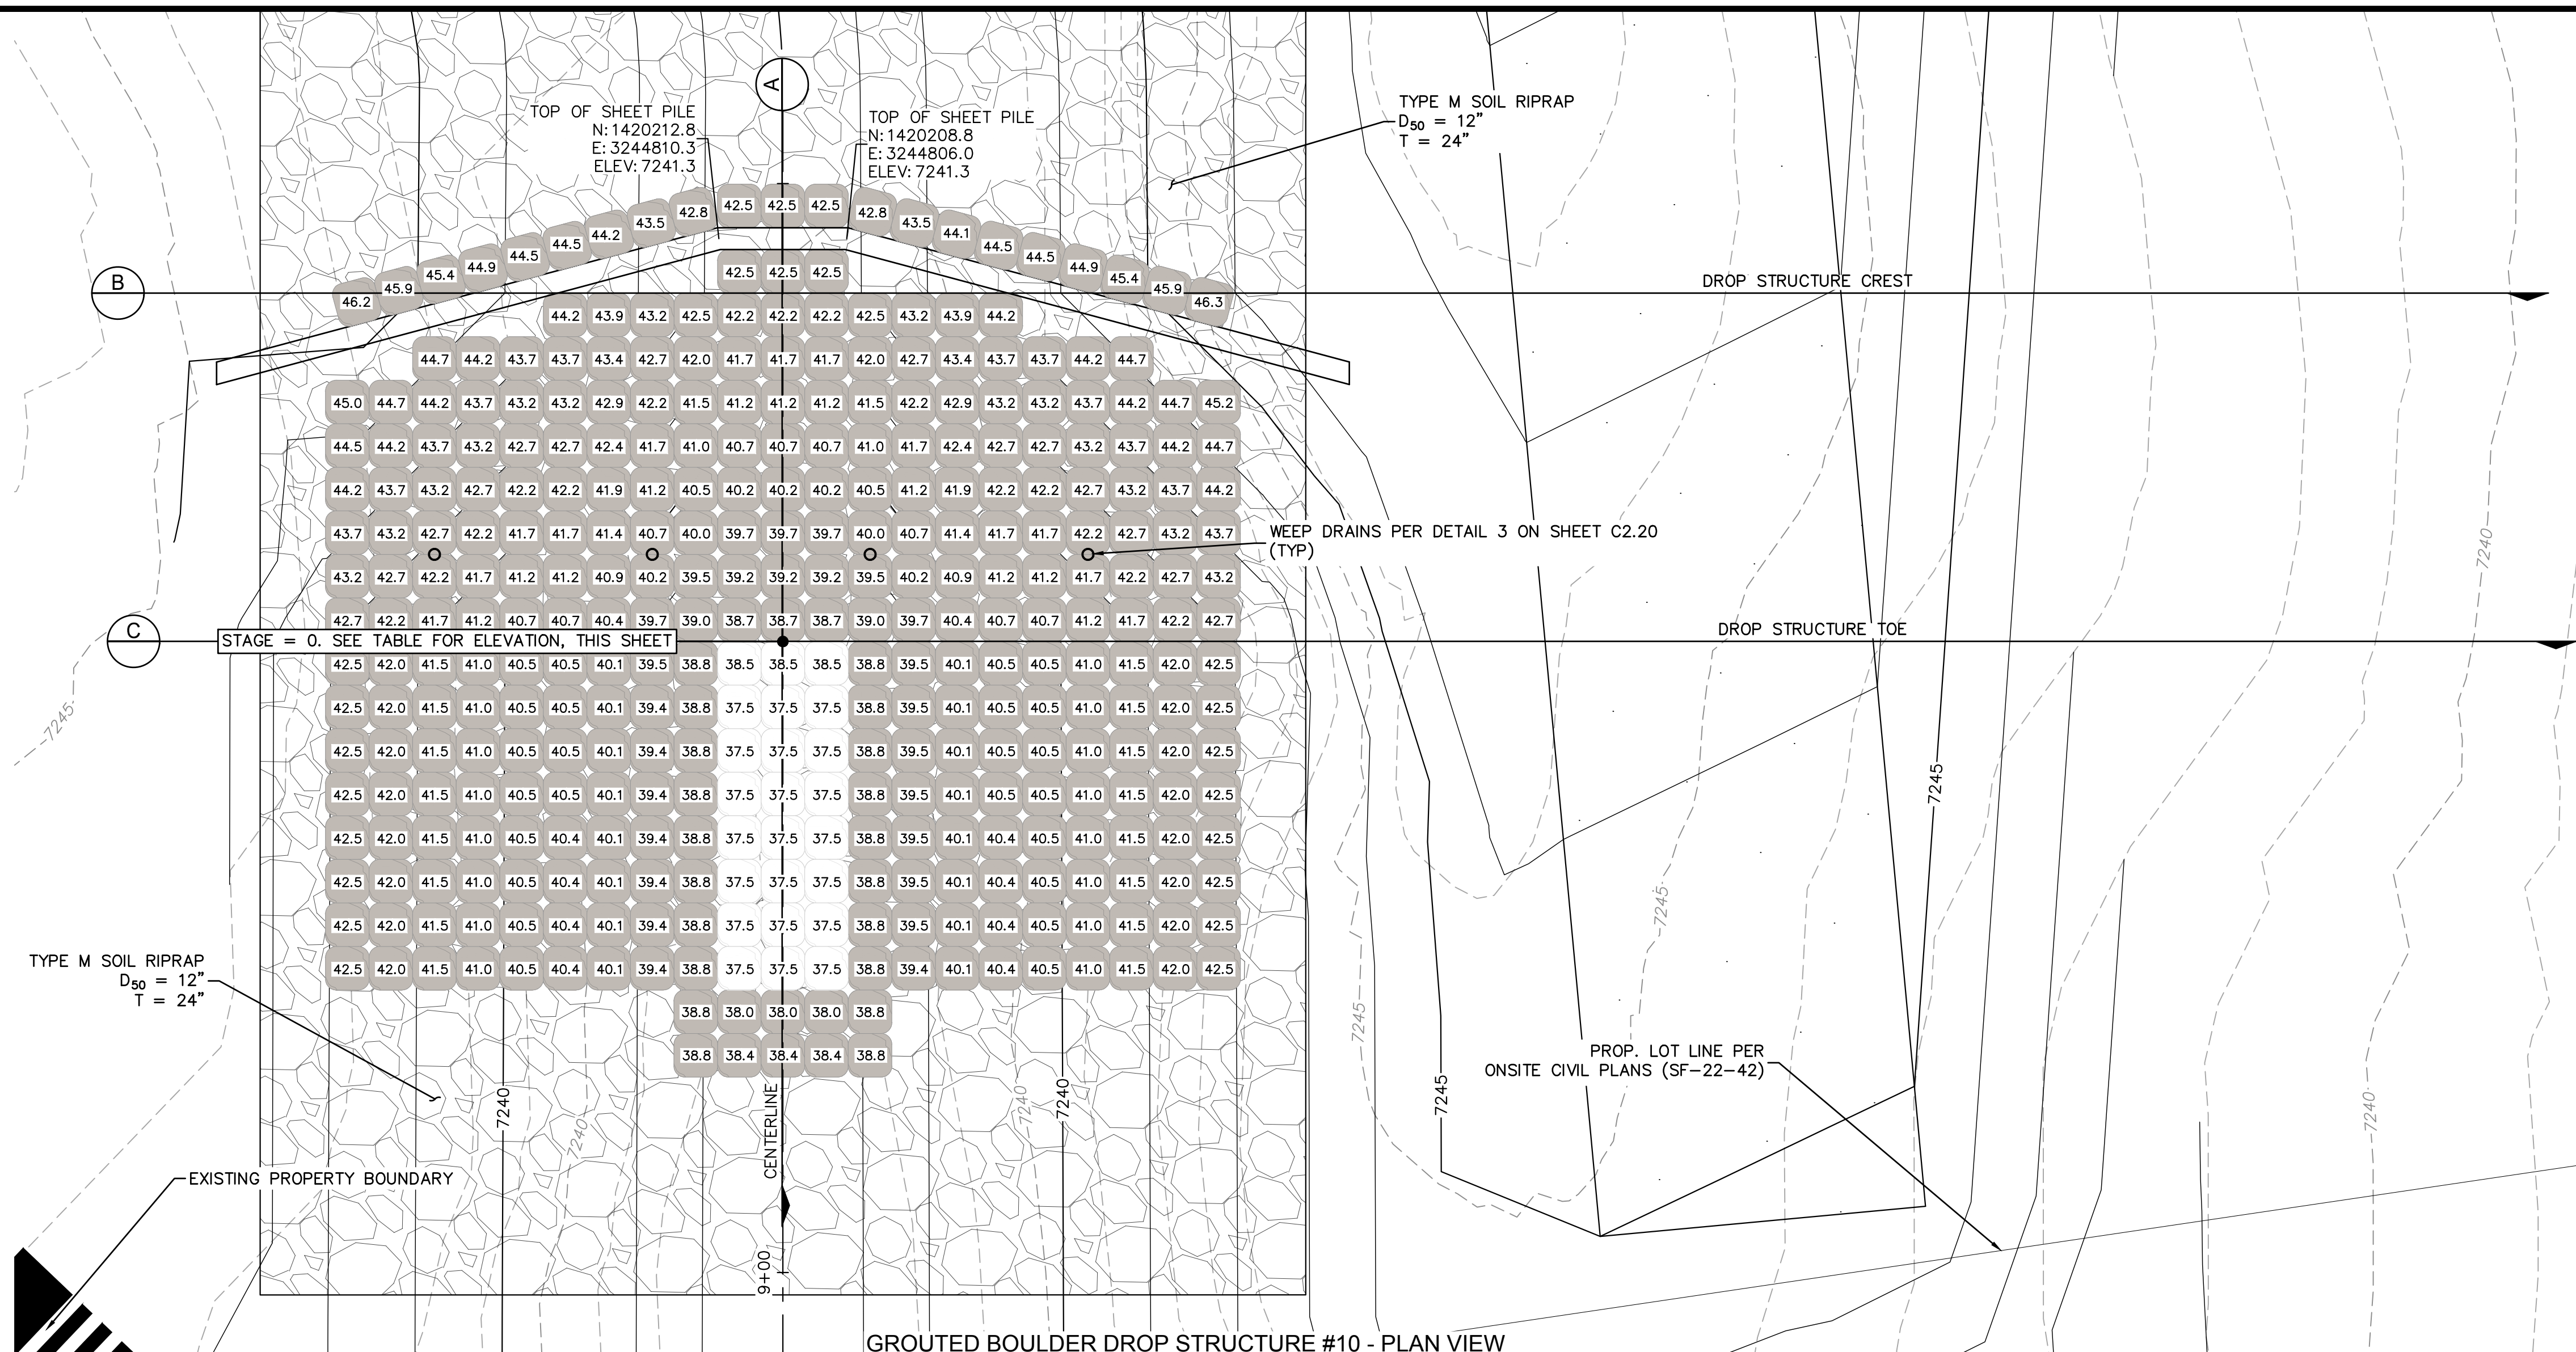 A
TOP OF SHEET PILE
N: 1420212.8
E: 3244810.3
ELEV: 7241.3
TOP OF SHEET PILE
N: 1420208.8
E: 3244806.0
ELEV: 7241.3
TYPE M SOIL RIPRAP
D50 = 12"
T = 24"
46.2 45.9 45.4 44.9 44.5 44.5 44.2 43.5 42.8 42.5 42.5 42.5 42.8 43.5 44.1 44.5 44.5 44.9 45.4 45.9 46.3
42.5 42.5 42.5
B
DROP STRUCTURE CREST
44.2 43.9 43.2 42.5 42.2 42.2 42.2 42.5 43.2 43.9 44.2
44.7 44.2 43.7 43.7 43.4 42.7 42.0 41.7 41.7 41.7 42.0 42.7 43.4 43.7 43.7 44.2 44.7
45.0 44.7 44.2 43.7 43.2 43.2 42.9 42.2 41.5 41.2 41.2 41.2 41.5 42.2 42.9 43.2 43.2 43.7 44.2 44.7 45.2
44.5 44.2 43.7 43.2 42.7 42.7 42.4 41.7 41.0 40.7 40.7 40.7 41.0 41.7 42.4 42.7 42.7 43.2 43.7 44.2 44.7
44.2 43.7 43.2 42.7 42.2 42.2 41.9 41.2 40.5 40.2 40.2 40.2 40.5 41.2 41.9 42.2 42.2 42.7 43.2 43.7 44.2
43.7 43.2 42.7 42.2 41.7 41.7 41.4 40.7 40.0 39.7 39.7 39.7 40.0 40.7 41.4 41.7 41.7 42.2 42.7 43.2 43.7
WEEP DRAINS PER DETAIL 3 ON SHEET C2.20
(TYP)
7240
43.2 42.7 42.2 41.7 41.2 41.2 40.9 40.2 39.5 39.2 39.2 39.2 39.5 40.2 40.9 41.2 41.2 41.7 42.2 42.7 43.2
42.7 42.2 41.7 41.2 40.7 40.7 40.4 39.7 39.0 38.7 38.7 38.7 39.0 39.7 40.4 40.7 40.7 41.2 41.7 42.2 42.7
C
STAGE = 0. SEE TABLE FOR ELEVATION, THIS SHEET
DROP STRUCTURE TOE
42.5 42.0 41.5 41.0 40.5 40.5 40.1 39.5 38.8 38.5 38.5 38.5 38.8 39.5 40.1 40.5 40.5 41.0 41.5 42.0 42.5
42.5 42.0 41.5 41.0 40.5 40.5 40.1 39.4 38.8 37.5 37.5 37.5 38.8 39.5 40.1 40.5 40.5 41.0 41.5 42.0 42.5
7245
42.5 42.0 41.5 41.0 40.5 40.5 40.1 39.4 38.8 37.5 37.5 37.5 38.8 39.5 40.1 40.5 40.5 41.0 41.5 42.0 42.5
7245
42.5 42.0 41.5 41.0 40.5 40.5 40.1 39.4 38.8 37.5 37.5 37.5 38.8 39.5 40.1 40.5 40.5 41.0 41.5 42.0 42.5
42.5 42.0 41.5 41.0 40.5 40.4 40.1 39.4 38.8 37.5 37.5 37.5 38.8 39.5 40.1 40.4 40.5 41.0 41.5 42.0 42.5
42.5 42.0 41.5 41.0 40.5 40.4 40.1 39.4 38.8 37.5 37.5 37.5 38.8 39.5 40.1 40.4 40.5 41.0 41.5 42.0 42.5
7245
42.5 42.0 41.5 41.0 40.5 40.4 40.1 39.4 38.8 37.5 37.5 37.5 38.8 39.5 40.1 40.4 40.5 41.0 41.5 42.0 42.5
42.5 42.0 41.5 41.0 40.5 40.4 40.1 39.4 38.8 37.5 37.5 37.5 38.8 39.4 40.1 40.4 40.5 41.0 41.5 42.0 42.5
TYPE M SOIL RIPRAP
D50 = 12"
T = 24"
38.8 38.0 38.0 38.0 38.8
38.8 38.4 38.4 38.4 38.8
7245
7245
PROP. LOT LINE PER
ONSITE CIVIL PLANS (SF-22-42)
7240
7240
7240
7240
7240
CENTERLINE
EXISTING PROPERTY BOUNDARY
9+00
GROUTED BOULDER DROP STRUCTURE #10 - PLAN VIEW